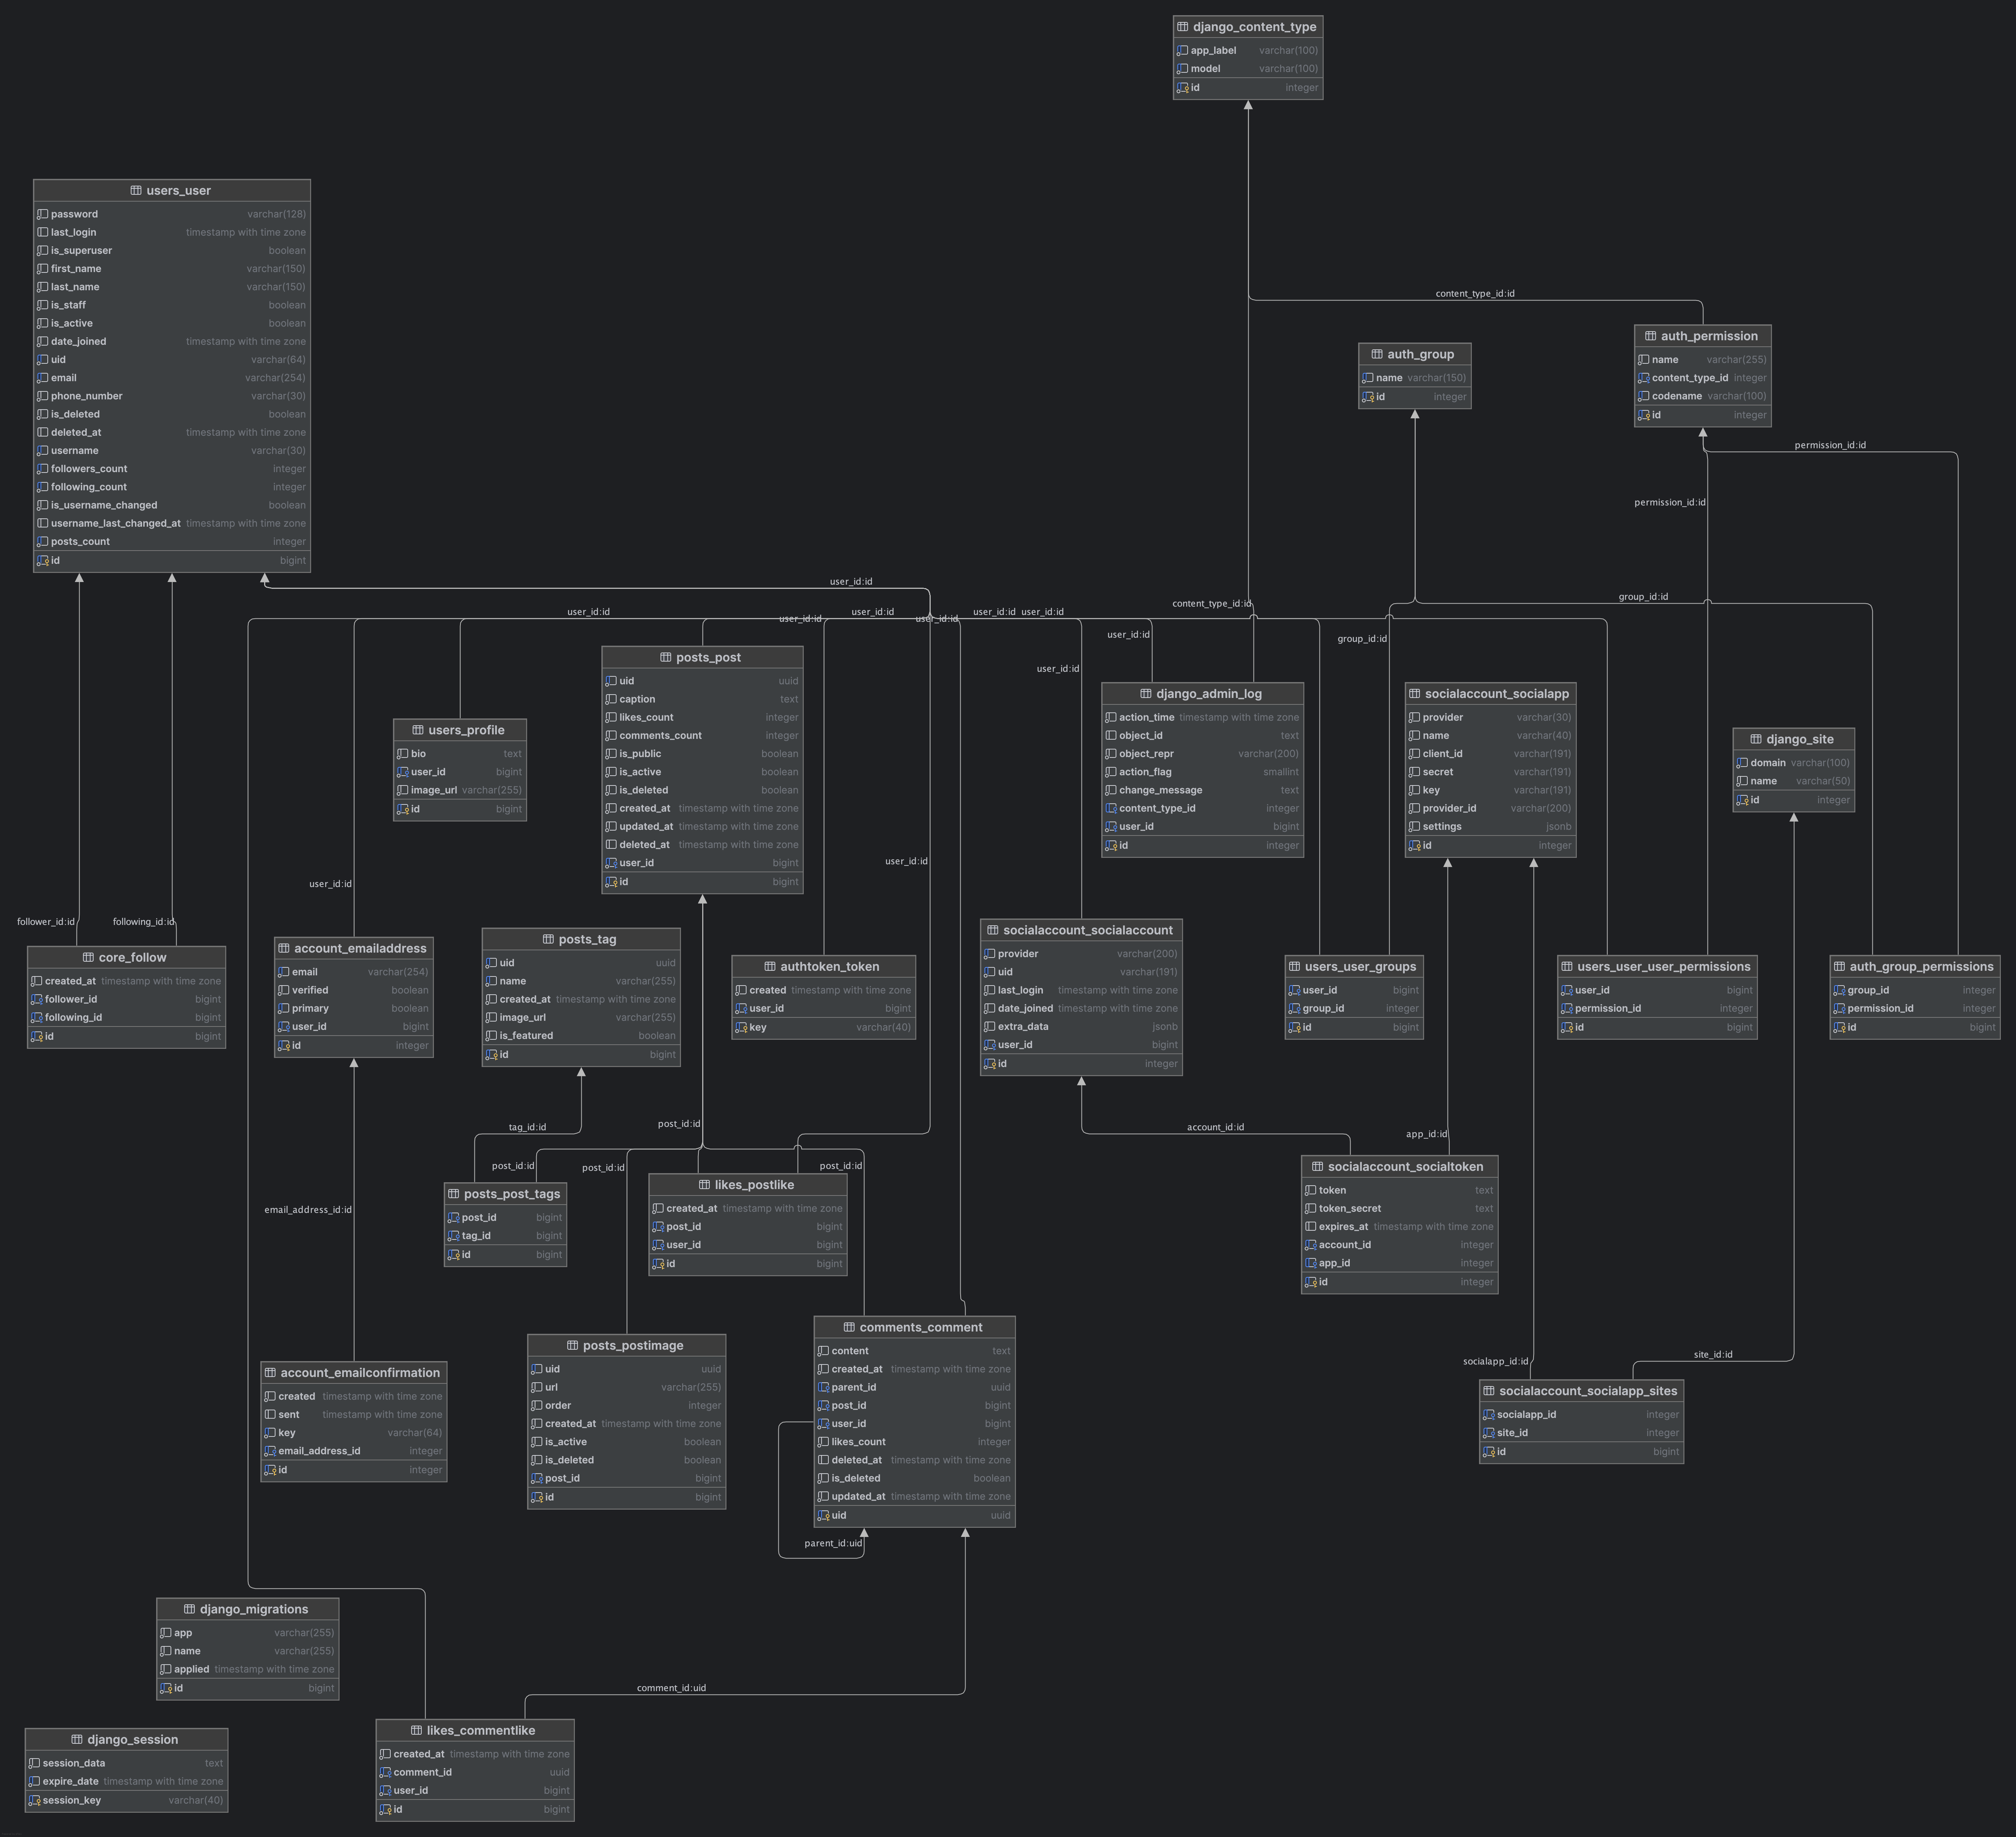 django_content_type
app_label varchar(100)
model varchar(100)
id integer
users_user
password varchar(128)
last_login timestamp with time zone
is_superuser boolean
first_name varchar(150)
last_name varchar(150)
is_staff boolean
is_active boolean
date_joined timestamp with time zone
uid varchar(64)
email varchar(254)
phone_number varchar(30)
is_deleted boolean
deleted_at timestamp with time zone
username varchar(30)
followers_count integer
following_count integer
is_username_changed boolean
username_last_changed_at timestamp with time zone
posts_count integer
id bigint
content_type_id:id
auth_group
name varchar(150)
id integer
auth_permission
name varchar(255)
content_type_id integer
codename varchar(100)
id integer
permission_id:id
permission_id:id
user_id:id
content_type_id:id
group_id:id
user_id:id
user_id:id
user_id:id
user_id:id
user_id:id
user_id:id
user_id:id
group_id:id
user_id:id
posts_post
uid uuid
caption text
likes_count integer
comments_count integer
is_public boolean
is_active boolean
is_deleted boolean
created_at timestamp with time zone
updated_at timestamp with time zone
deleted_at timestamp with time zone
user_id bigint
id bigint
django_admin_log
action_time timestamp with time zone
object_id text
object_repr varchar(200)
action_flag smallint
change_message text
content_type_id integer
user_id bigint
id integer
socialaccount_socialapp
provider varchar(30)
name varchar(40)
client_id varchar(191)
secret varchar(191)
key varchar(191)
provider_id varchar(200)
settings jsonb
id integer
users_profile
bio text
user_id bigint
image_url varchar(255)
id bigint
django_site
domain varchar(100)
name varchar(50)
id integer
user_id:id
user_id:id
follower_id:id
following_id:id
core_follow
created_at timestamp with time zone
follower_id bigint
following_id bigint
id bigint
account_emailaddress
email varchar(254)
verified boolean
primary boolean
user_id bigint
id integer
posts_tag
uid uuid
name varchar(255)
created_at timestamp with time zone
image_url varchar(255)
is_featured boolean
id bigint
authtoken_token
created timestamp with time zone
user_id bigint
key varchar(40)
socialaccount_socialaccount
provider varchar(200)
uid varchar(191)
last_login timestamp with time zone
date_joined timestamp with time zone
extra_data jsonb
user_id bigint
id integer
users_user_groups
user_id bigint
group_id integer
id bigint
users_user_user_permissions
user_id bigint
permission_id integer
id bigint
auth_group_permissions
group_id integer
permission_id integer
id bigint
tag_id:id
post_id:id
account_id:id
app_id:id
post_id:id
post_id:id
post_id:id
email_address_id:id
posts_post_tags
post_id bigint
tag_id bigint
id bigint
likes_postlike
created_at timestamp with time zone
post_id bigint
user_id bigint
id bigint
socialaccount_socialtoken
token text
token_secret text
expires_at timestamp with time zone
account_id integer
app_id integer
id integer
account_emailconfirmation
created timestamp with time zone
sent timestamp with time zone
key varchar(64)
email_address_id integer
id integer
posts_postimage
uid uuid
url varchar(255)
order integer
created_at timestamp with time zone
is_active boolean
is_deleted boolean
post_id bigint
id bigint
comments_comment
content text
created_at timestamp with time zone
parent_id uuid
post_id bigint
user_id bigint
likes_count integer
deleted_at timestamp with time zone
is_deleted boolean
updated_at timestamp with time zone
uid uuid
parent_id:uid
socialapp_id:id
site_id:id
socialaccount_socialapp_sites
socialapp_id integer
site_id integer
id bigint
django_migrations
app varchar(255)
name varchar(255)
applied timestamp with time zone
id bigint
comment_id:uid
django_session
session_data text
expire_date timestamp with time zone
session_key varchar(40)
likes_commentlike
created_at timestamp with time zone
comment_id uuid
user_id bigint
id bigint